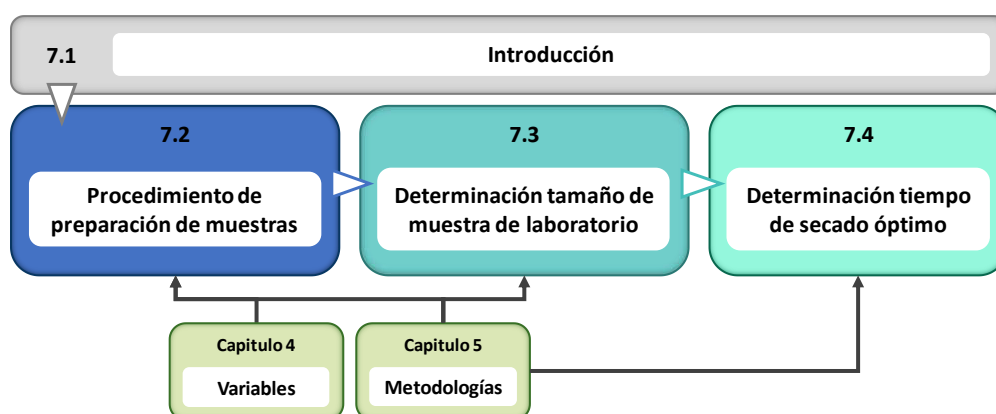 7.1
Introducción
7.2
Procedimiento de
preparación de muestras
7.3
Determinación tamaño de
muestra de laboratorio
7.4
Determinación tiempo
de secado óptimo
Capitulo 4
Variables
Capitulo 5
Metodologías